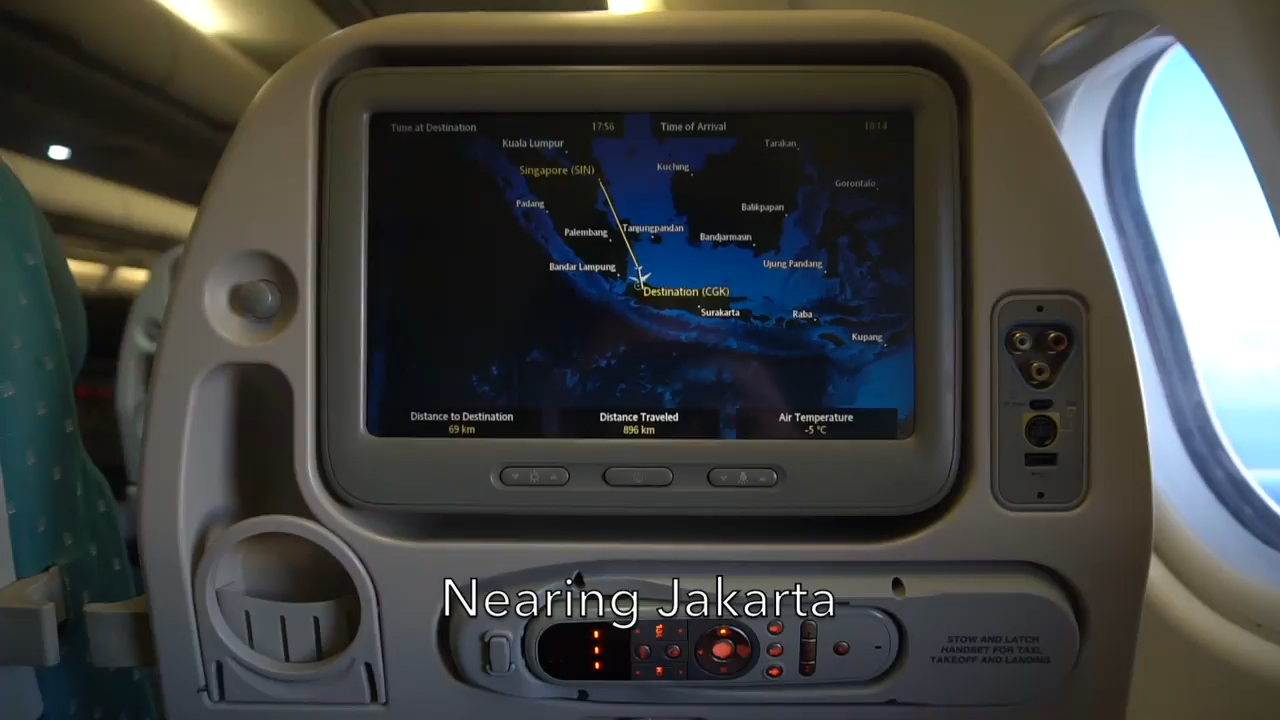 Time at Destination 17:56 Time of Arrival 18:14
Kuala Lumpur
Tarakan
Singapore (SIN)
Kuching
Gorontalo
Padang
Balikpapan
Palembang
Tanjungpandan
Bandjarmasin
Bandar Lampung
Ujung Pandang
Destination (CGK)
Surakarta
Raba
Kupang
Distance to Destination Distance Traveled Air Temperature
69 km 896 km -5 °C
Nearing Jakarta
STOW AND LATCH
HANDSET FOR TAXI,
TAKEOFF AND LANDING